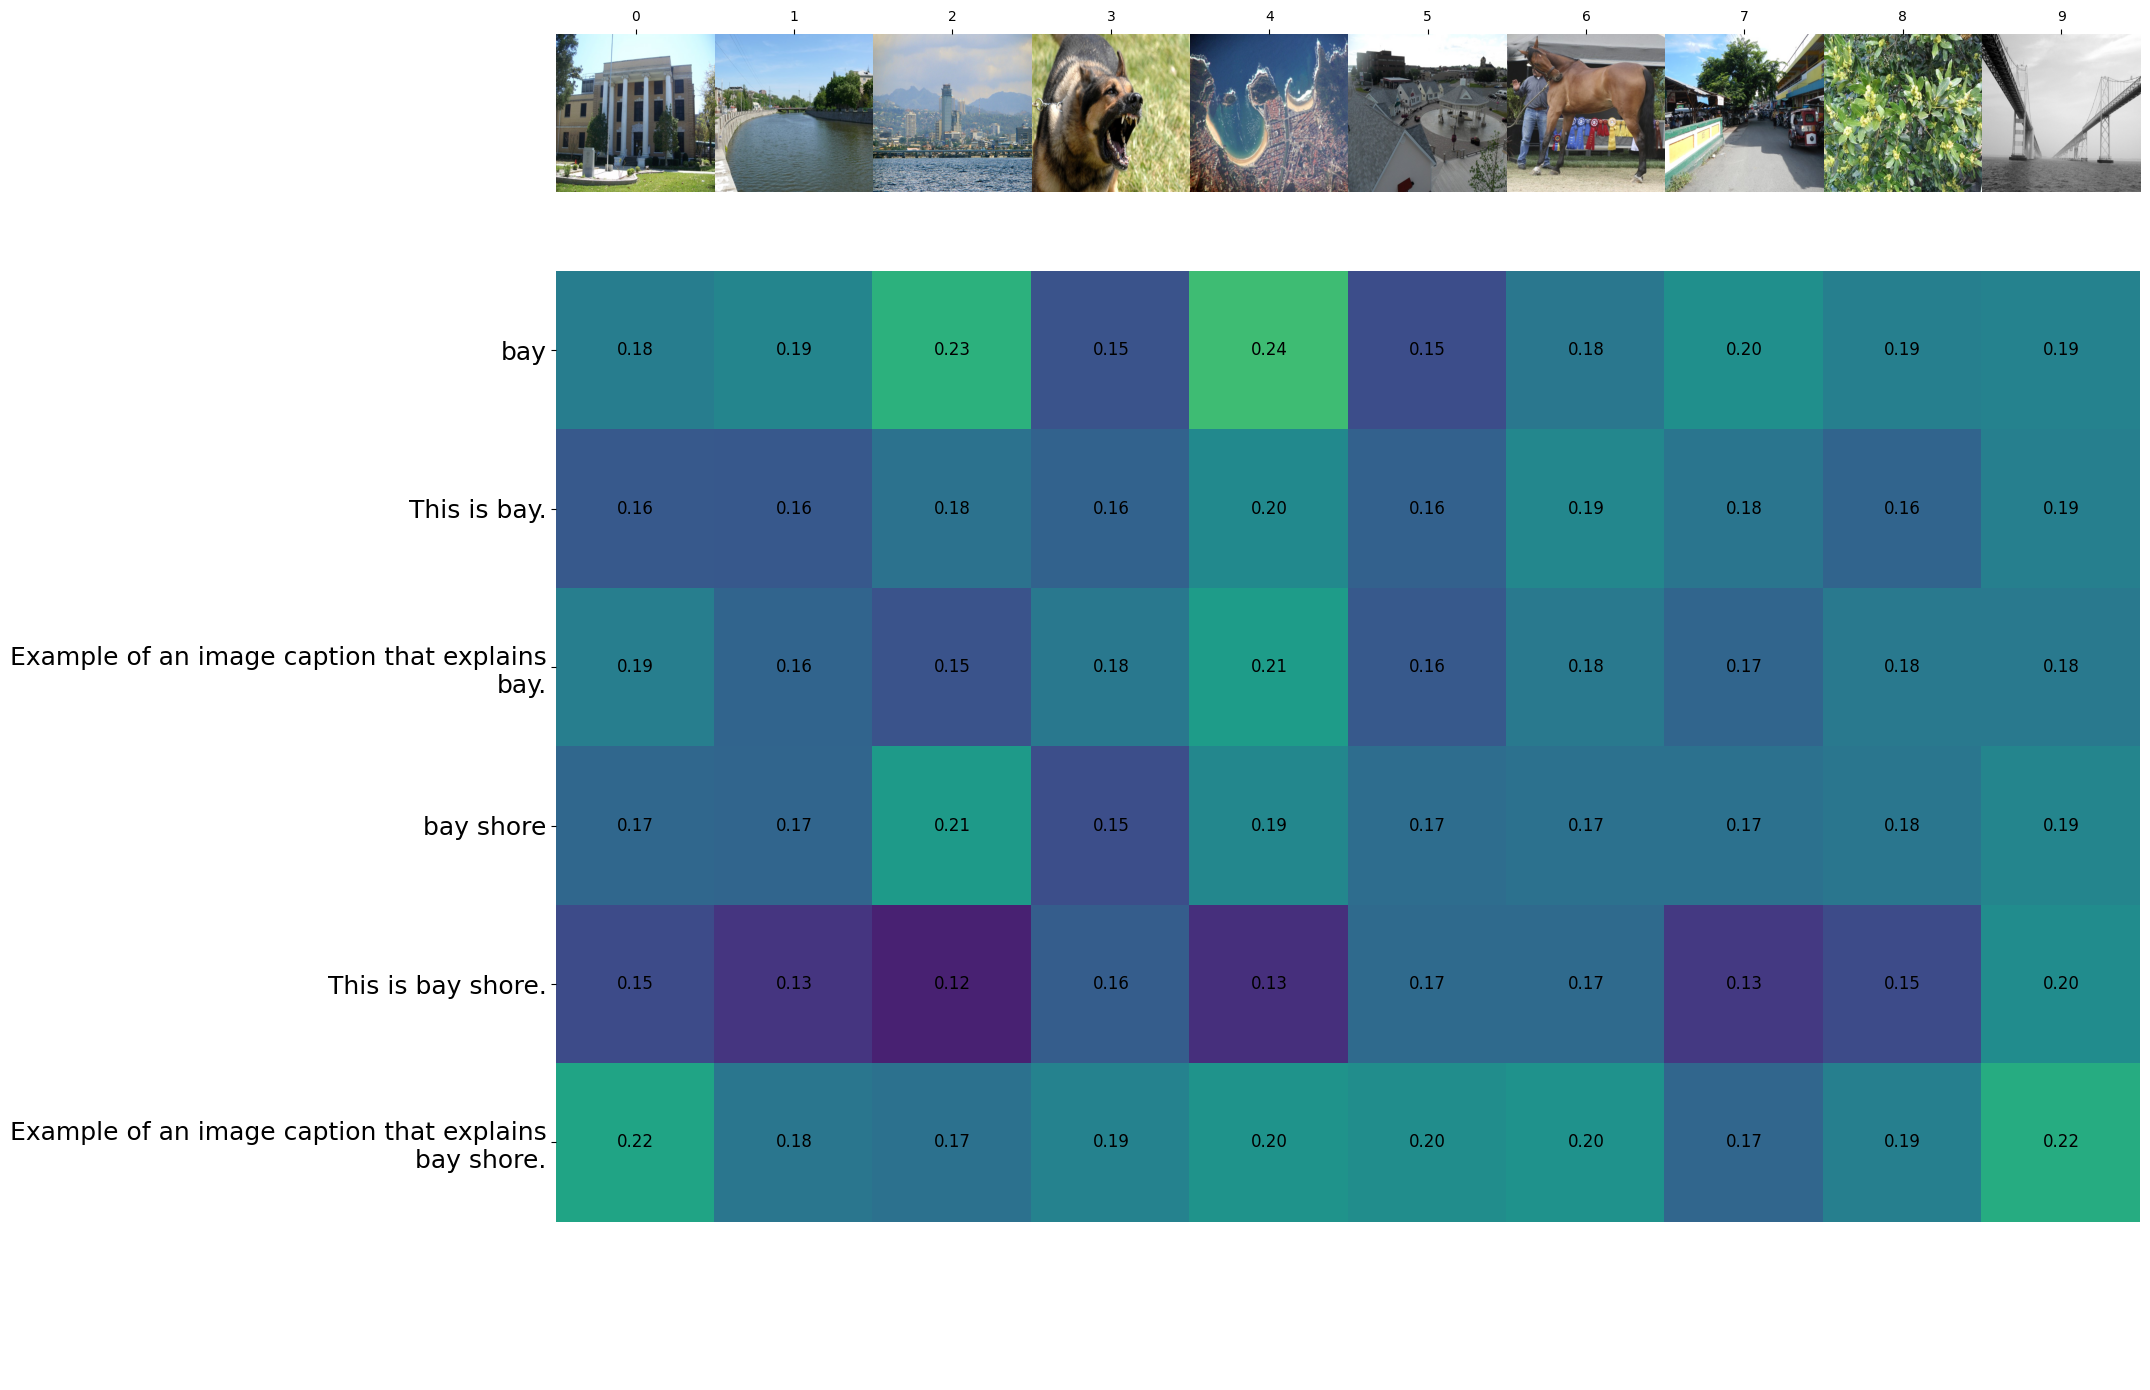 0 1 2 3 4 5 6 7 8 9
bay 0.18 0.19 0.23 0.15 0.24 0.15 0.18 0.20 0.19 0.19
This is bay. 0.16 0.16 0.18 0.16 0.20 0.16 0.19 0.18 0.16 0.19
Example of an image caption that explains
bay. 0.19 0.16 0.15 0.18 0.21 0.16 0.18 0.17 0.18 0.18
bay shore 0.17 0.17 0.21 0.15 0.19 0.17 0.17 0.17 0.18 0.19
This is bay shore. 0.15 0.13 0.12 0.16 0.13 0.17 0.17 0.13 0.15 0.20
Example of an image caption that explains
bay shore. 0.22 0.18 0.17 0.19 0.20 0.20 0.20 0.17 0.19 0.22